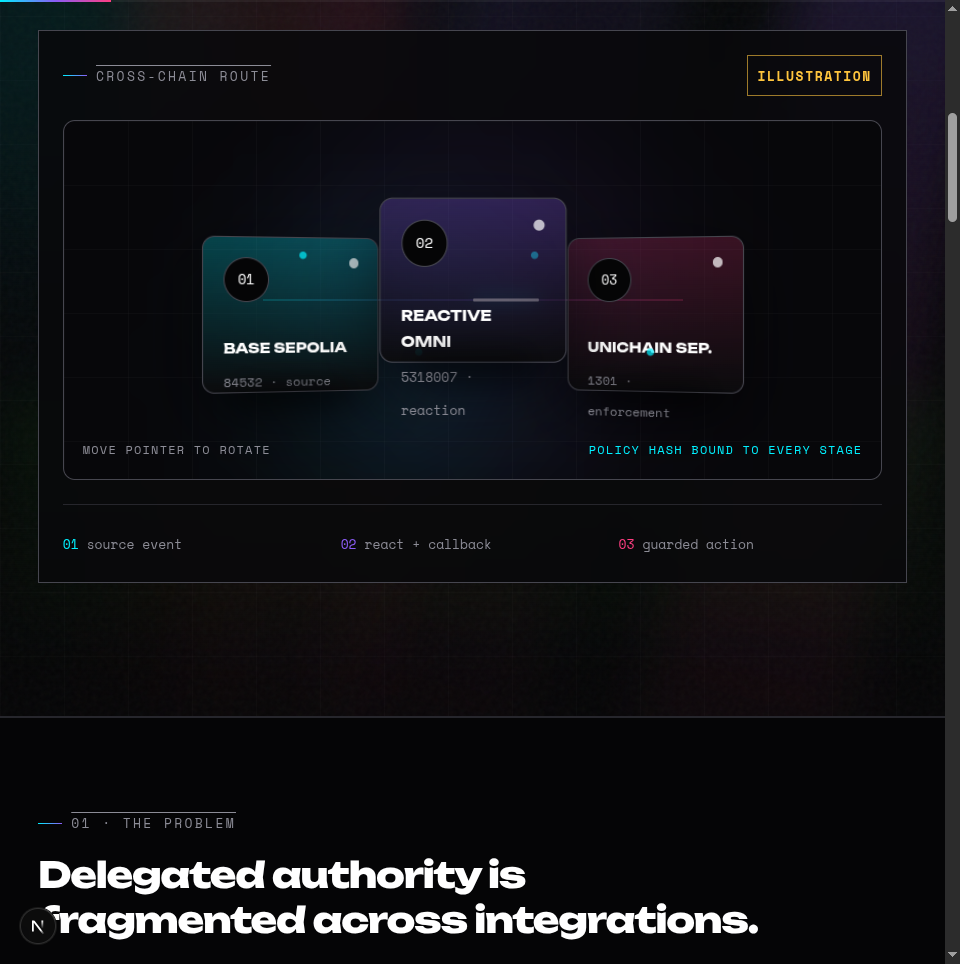 CROSS-CHAIN ROUTE
ILLUSTRATION
01
BASE SEPOLIA
84532 · source
02
REACTIVE
OMNI
5318007 ·
reaction
03
UNICHAIN SEP.
1301 ·
enforcement
MOVE POINTER TO ROTATE
POLICY HASH BOUND TO EVERY STAGE
01 source event
02 react + callback
03 guarded action
01 · THE PROBLEM
Delegated authority is
fragmented across integrations.
N